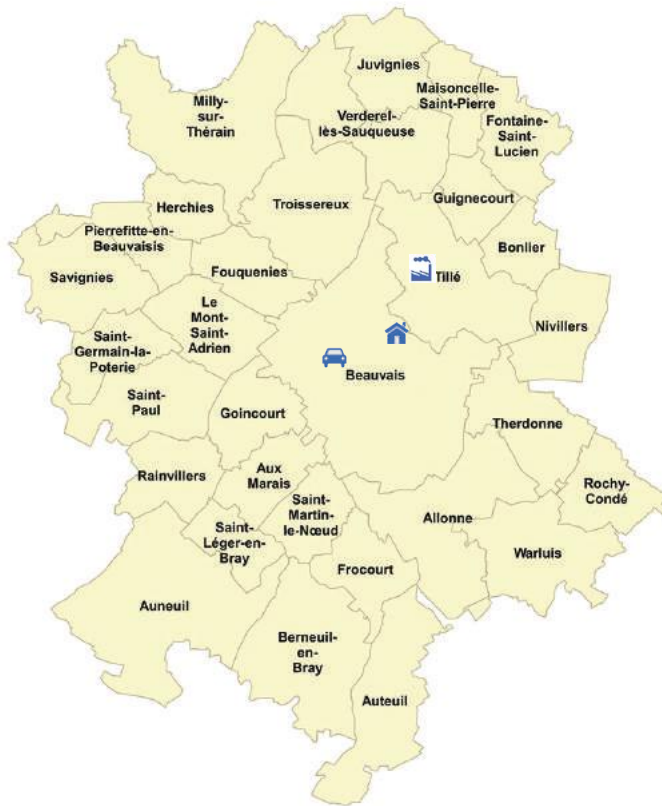 Juvignies
Maisoncelle-
Saint-Pierre
Milly-
sur-
Thérain
Verderel-
lès-Sauqueuse
Fontaine-
Saint-
Lucien
Herchies
Troissereux
Guignecourt
Pierrefitte-en-
Beauvaisis
Bonlier
Savignies
Fouquenies
Tillé
Le
Mont-
Saint-
Adrien
Nivillers
Saint-
Germain-la-
Poterie
Beauvais
Saint-
Paul
Goincourt
Therdonne
Rainvillers
Aux
Marais
Rochy-
Condé
Saint-
Martin-
le-Nœud
Allonne
Saint-
Léger-en-
Bray
Warluis
Frocourt
Auneuil
Berneuil-
en-
Bray
Auteuil